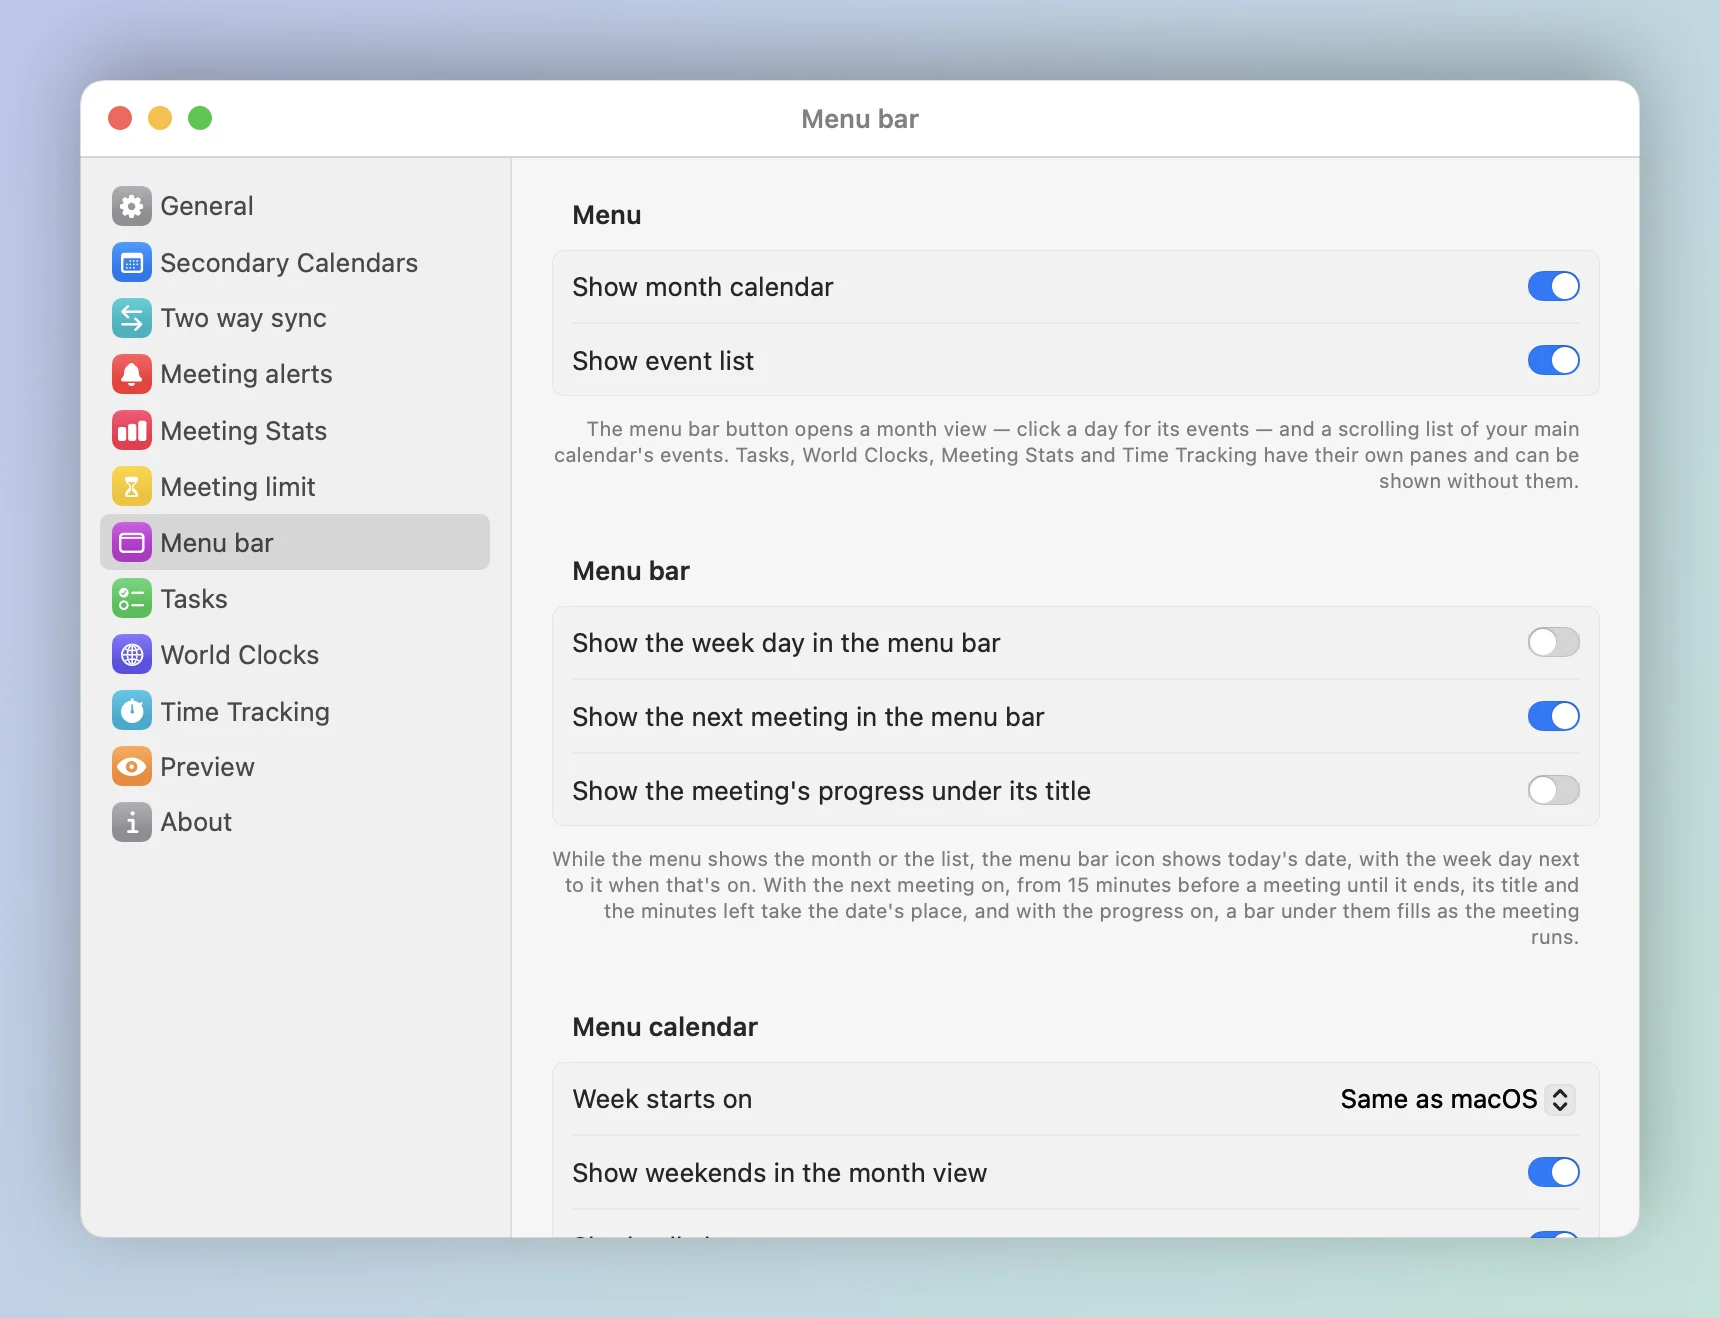 Menu bar
General
Secondary Calendars
Two way sync
Meeting alerts
Meeting Stats
Meeting limit
Menu bar
Tasks
World Clocks
Time Tracking
Preview
About
Menu
Show month calendar
Show event list
The menu bar button opens a month view — click a day for its events — and a scrolling list of your main
calendar's events. Tasks, World Clocks, Meeting Stats and Time Tracking have their own panes and can be
shown without them.
Menu bar
Show the week day in the menu bar
Show the next meeting in the menu bar
Show the meeting's progress under its title
While the menu shows the month or the list, the menu bar icon shows today's date, with the week day next
to it when that's on. With the next meeting on, from 15 minutes before a meeting until it ends, its title and
the minutes left take the date's place, and with the progress on, a bar under them fills as the meeting
runs.
Menu calendar
Week starts on
Same as macOS
Show weekends in the month view